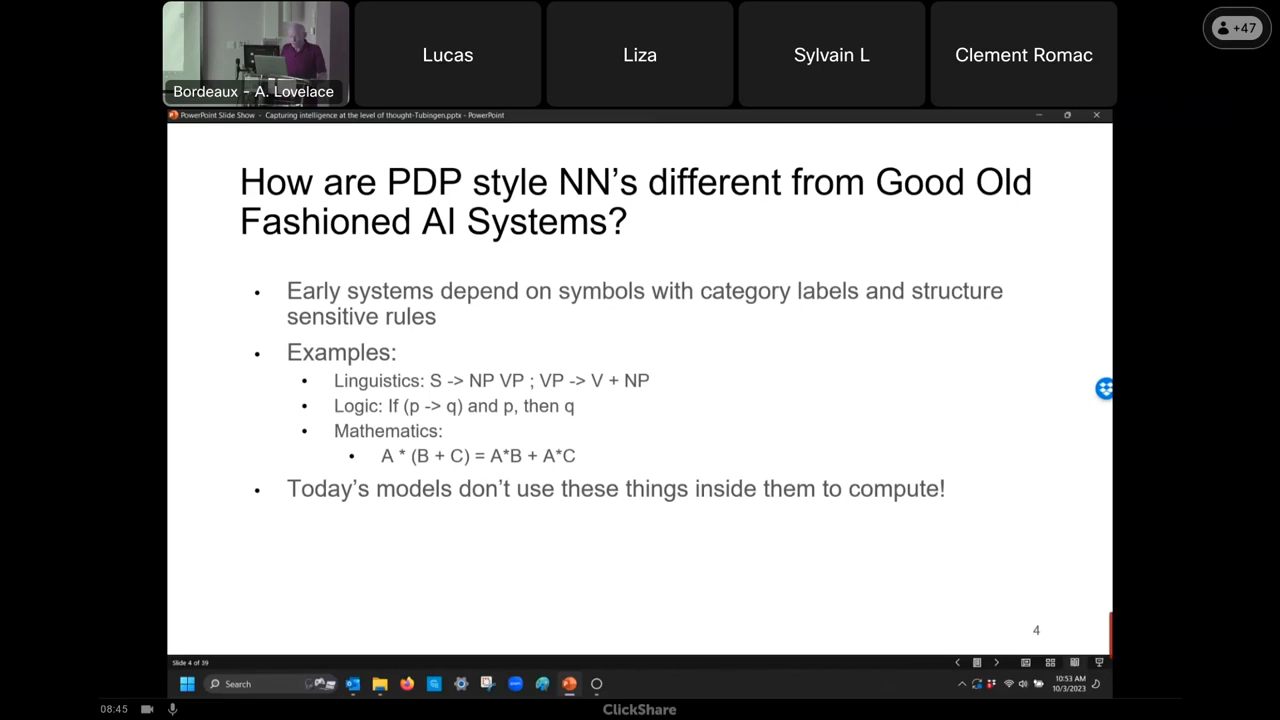 Bordeaux - A. Lovelace
Lucas
Liza
Sylvain L
Clement Romac
+47
PowerPoint Slide Show - Capturing intelligence at the level of thought-Tubingen.pptx - PowerPoint
How are PDP style NN's different from Good Old
Fashioned AI Systems?
• Early systems depend on symbols with category labels and structure
sensitive rules
• Examples:
• Linguistics: S -> NP VP ; VP -> V + NP
• Logic: If (p -> q) and p, then q
• Mathematics:
• A * (B + C) = A*B + A*C
• Today's models don't use these things inside them to compute!
4
Slide 4 of 39
Search
10:53 AM
10/3/2023
08:45
ClickShare